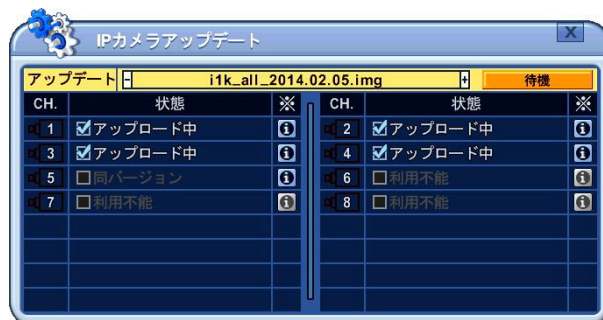 IPカメラアップデート
X
アップデート - i1k_all_2014.02.05.img + 待機
CH. 状態 ※ CH. 状態 ※
1 アップロード中 i 2 アップロード中 i
3 アップロード中 i 4 アップロード中 i
5 同バージョン i 6 利用不能 i
7 利用不能 i 8 利用不能 i